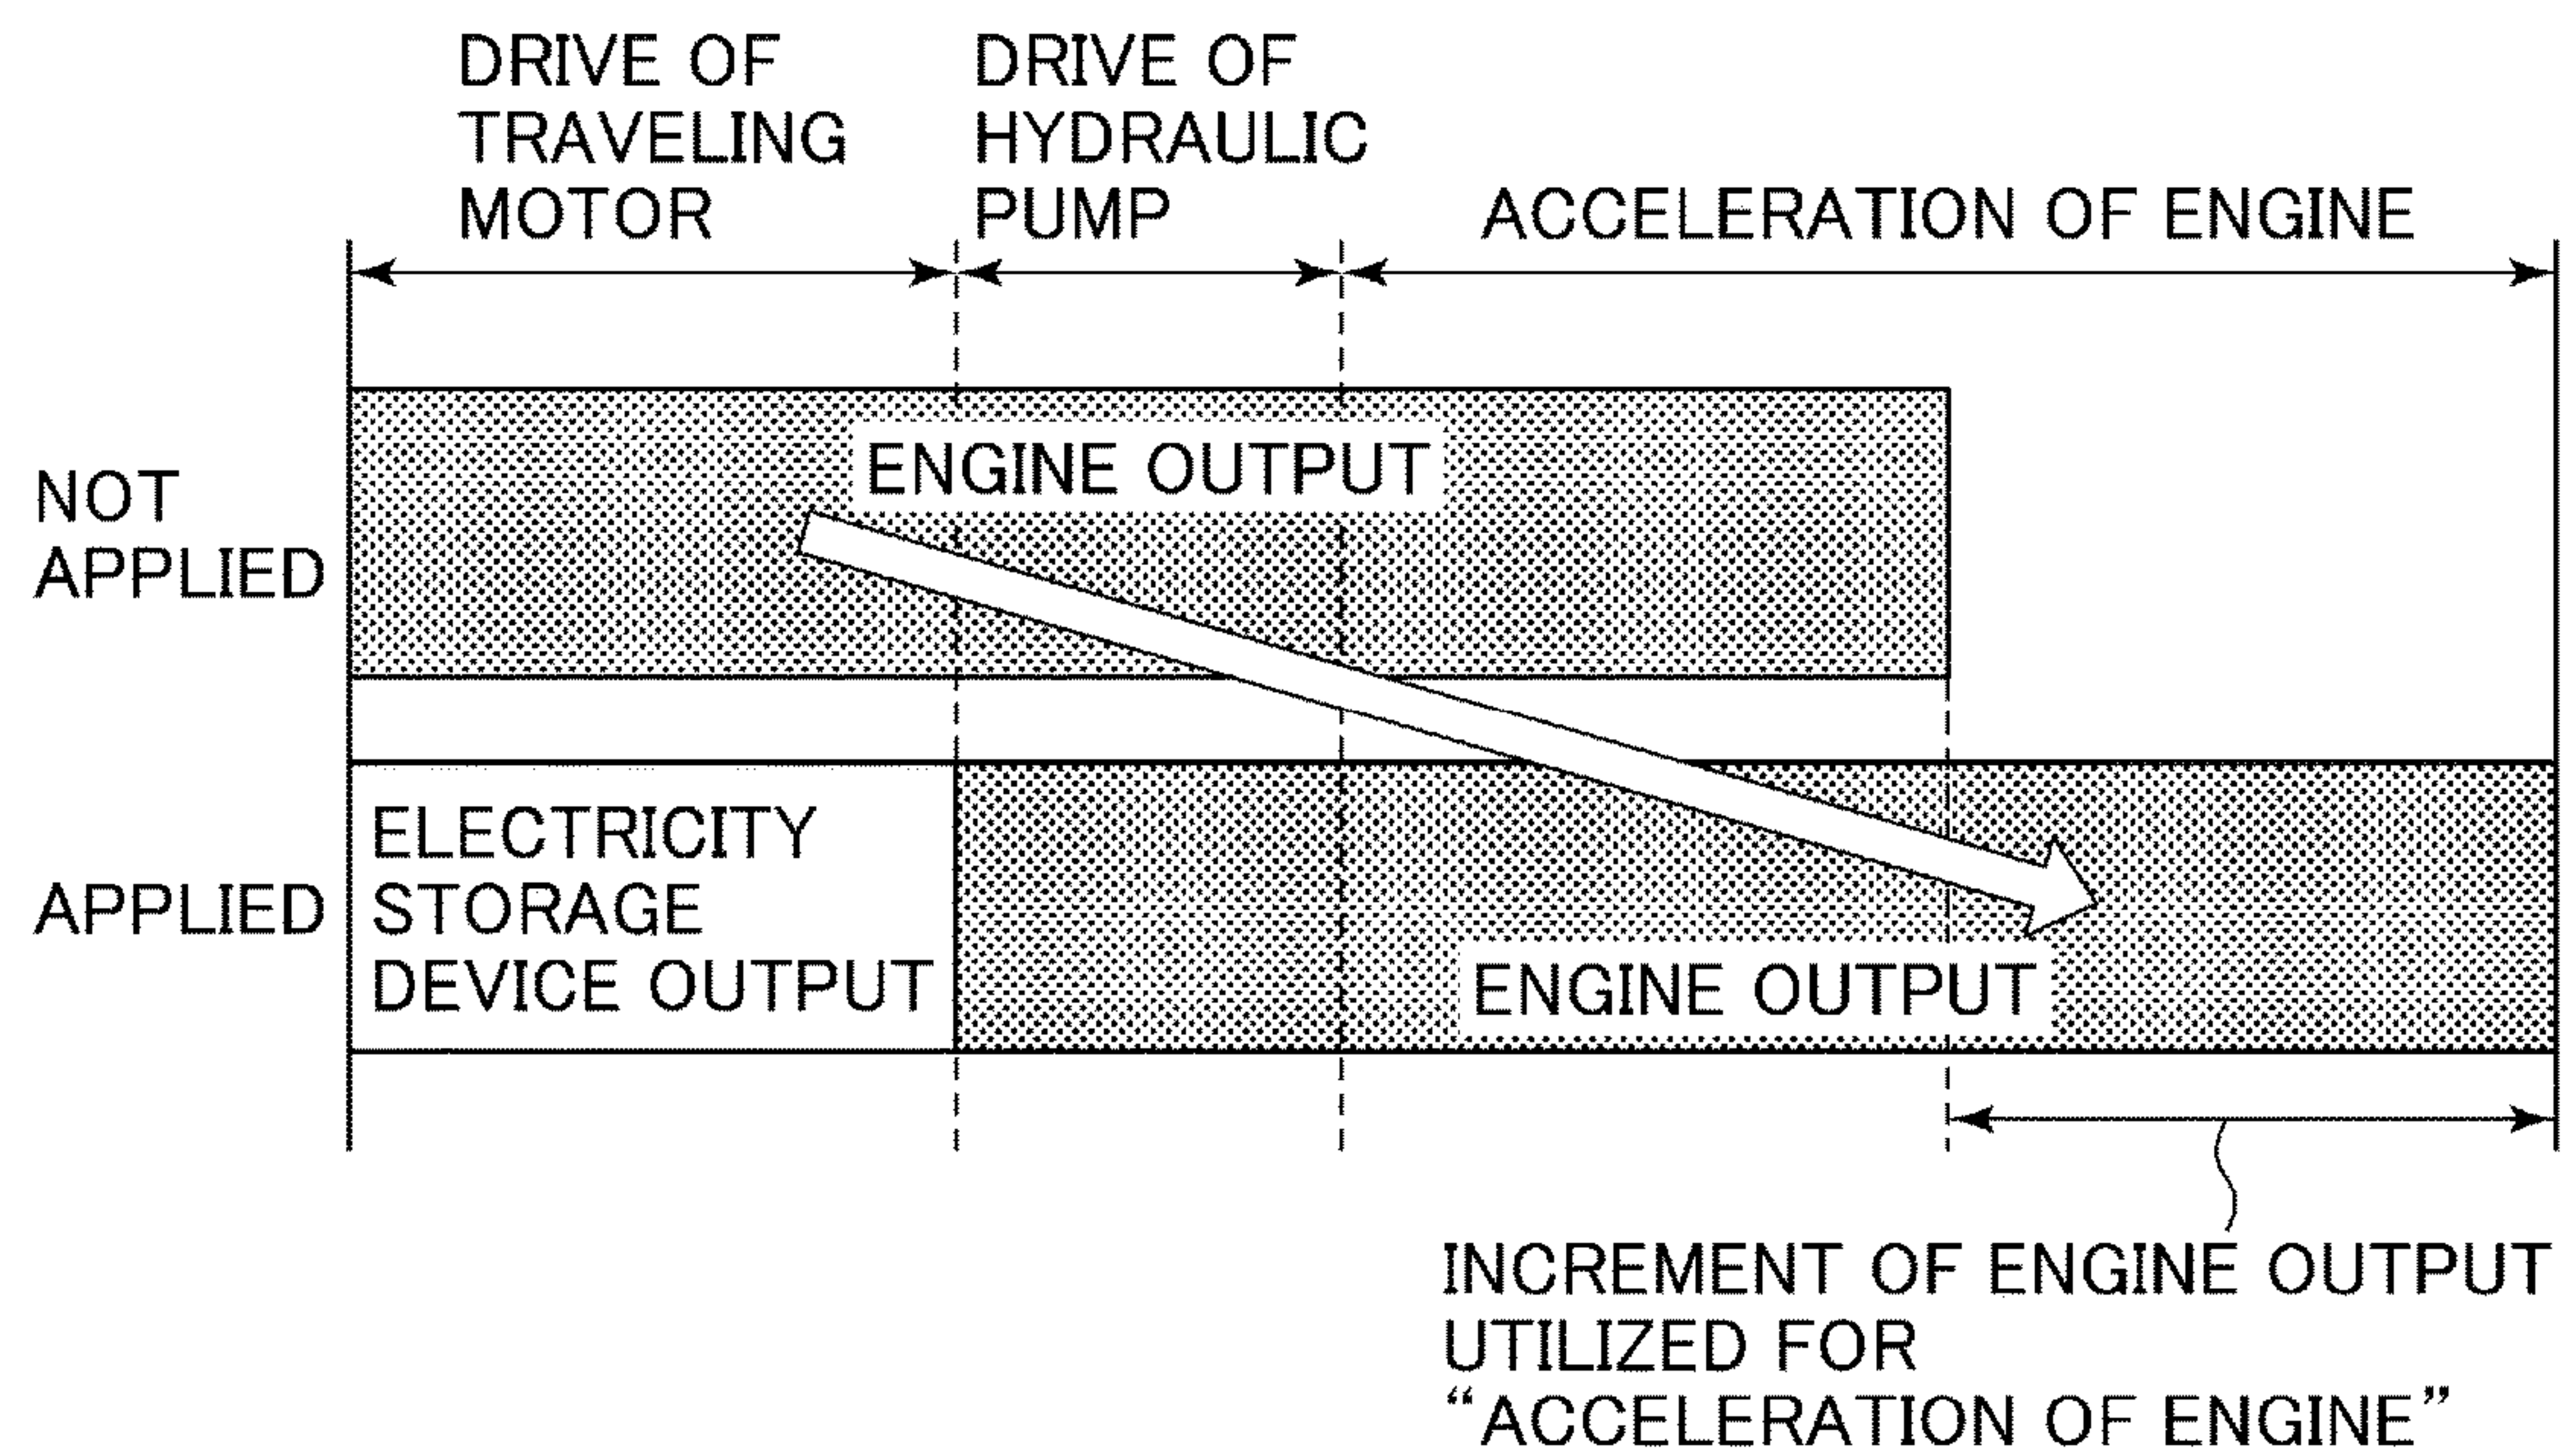 DRIVE OF
TRAVELING
MOTOR
DRIVE OF
HYDRAULIC
PUMP
ACCELERATION OF ENGINE
NOT
APPLIED
ENGINE OUTPUT
APPLIED
ELECTRICITY
STORAGE
DEVICE OUTPUT
ENGINE OUTPUT
INCREMENT OF ENGINE OUTPUT
UTILIZED FOR
“ACCELERATION OF ENGINE”